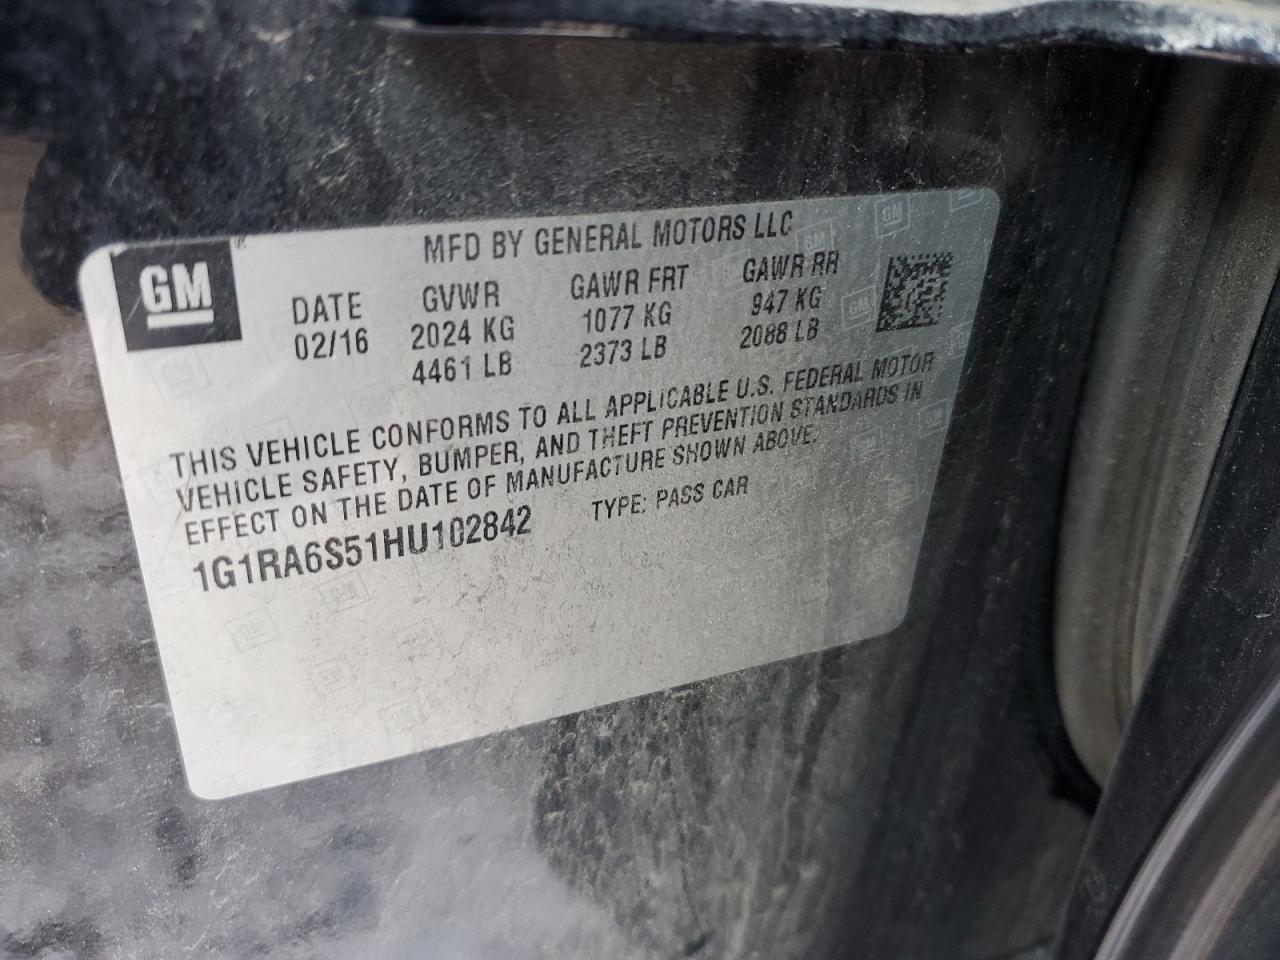 GM
MFD BY GENERAL MOTORS LLC
DATE GVWR GAWR FRT GAWR RR
02/16 2024 KG 1077 KG 947 KG
4461 LB 2373 LB 2088 LB
THIS VEHICLE CONFORMS TO ALL APPLICABLE U.S. FEDERAL MOTOR
VEHICLE SAFETY, BUMPER, AND THEFT PREVENTION STANDARDS IN
EFFECT ON THE DATE OF MANUFACTURE SHOWN ABOVE.
1G1RA6S51HU102842 TYPE: PASS CAR